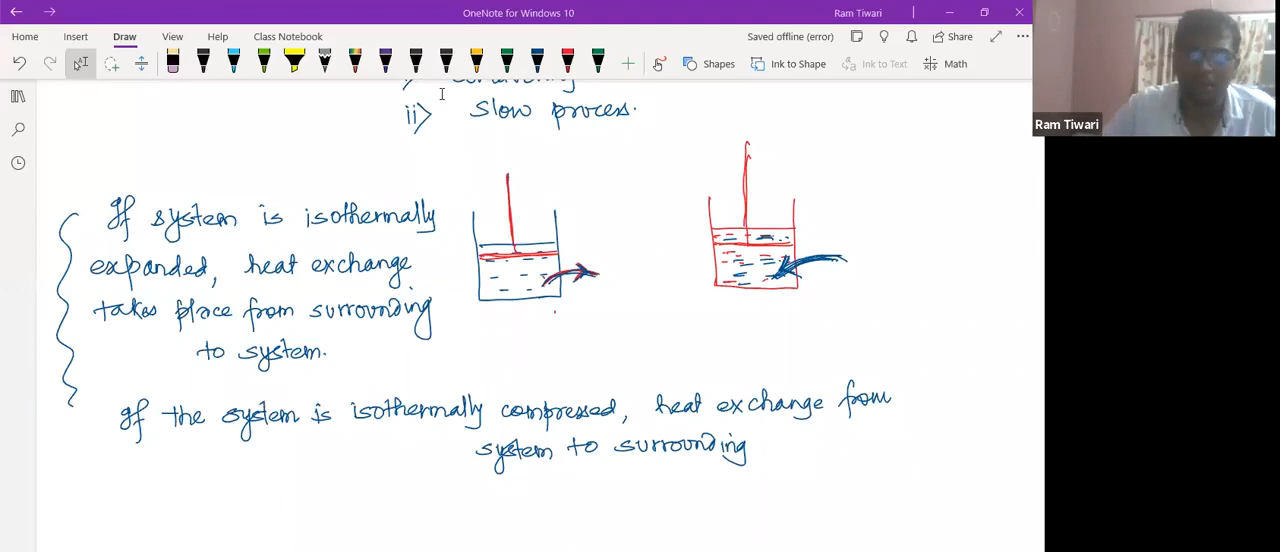 OneNote for Windows 10
Ram Tiwari
Home Insert Draw View Help Class Notebook
Saved offline (error) Share
Shapes Ink to Shape Ink to Text Math
Ram Tiwari
ii> slow process.
If system is isothermally
expanded, heat exchange
takes place from surrounding
to system.
If the system is isothermally compressed, heat exchange from
system to surrounding